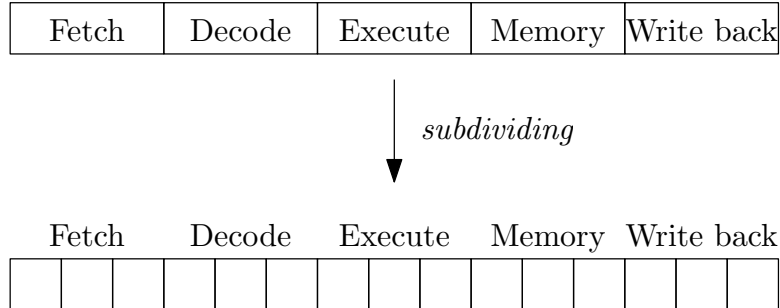 Fetch Decode Execute Memory Write back
subdividing
Fetch Decode Execute Memory Write back